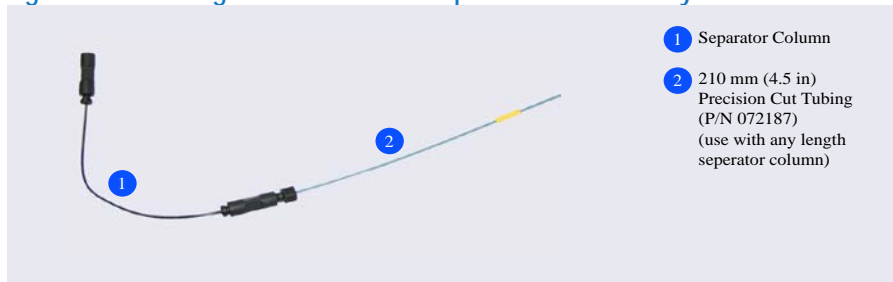 1 Separator Column
2 210 mm (4.5 in)
Precision Cut Tubing
(P/N 072187)
(use with any length
seperator column)
2
1